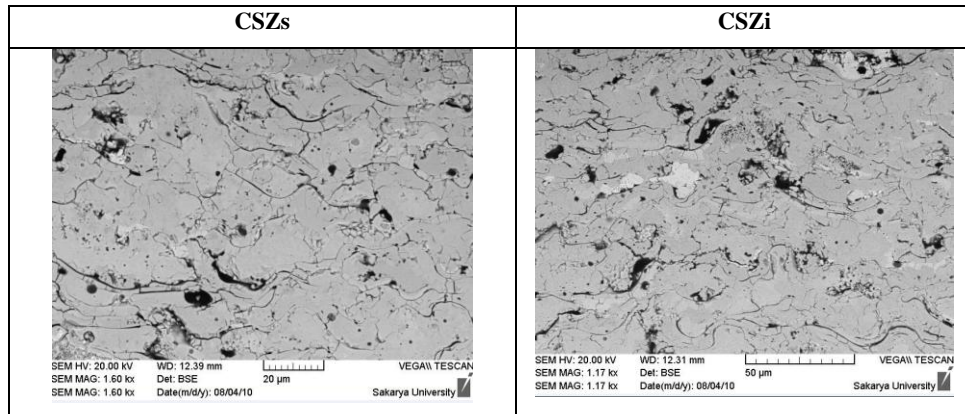 CSZs
CSZi
SEM HV: 20.00 kV WD: 12.39 mm VEGA\\ TESCAN
SEM MAG: 1.60 kx Det: BSE 20 µm
SEM MAG: 1.60 kx Date(m/d/y): 08/04/10 Sakarya University
SEM HV: 20.00 kV WD: 12.31 mm VEGA\\ TESCAN
SEM MAG: 1.17 kx Det: BSE 50 µm
SEM MAG: 1.17 kx Date(m/d/y): 08/04/10 Sakarya University